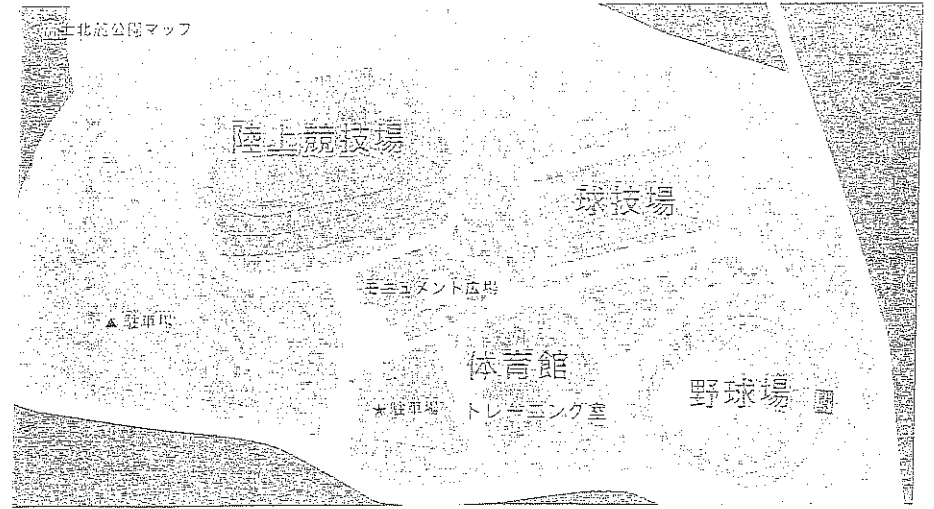 士北麓公園マップ
陸上競技場
球技場
モニュメント広場
▲ 駐車場
体育館
野球場
★駐車場
トレーニング室